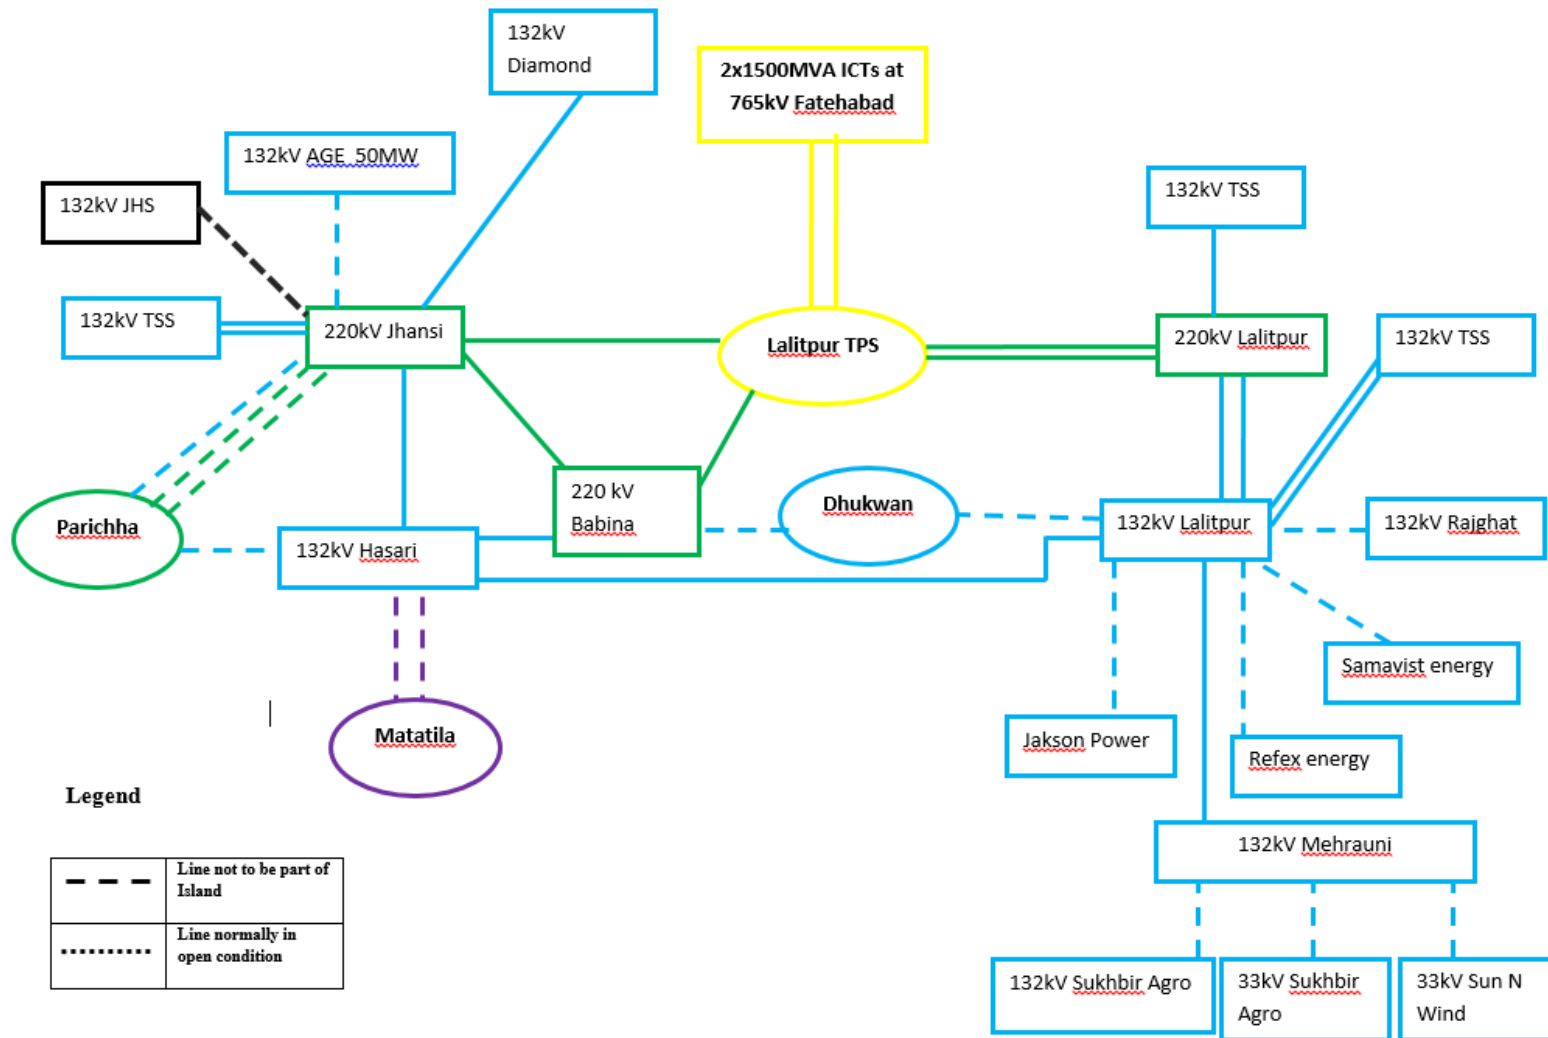 132kV
Diamond
2x1500MVA ICTs at
765kV Fatehabad
132kV AGE 50MW
132kV JHS
132kV TSS
132kV TSS
220kV Jhansi
Lalitpur TPS
220kV Lalitpur
132kV TSS
220 kV
Babina
Dhukwan
132kV Lalitpur
132kV Rajghat
Parichha
132kV Hasari
Samavist energy
Matatila
Jakson Power
Refex energy
Legend
132kV Mehrauni
Line not to be part of
Island
Line normally in
open condition
132kV Sukhbir Agro
33kV Sukhbir
Agro
33kV Sun N
Wind